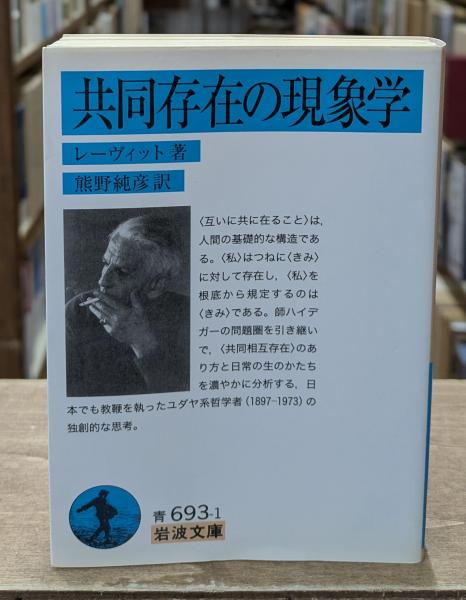 共同存在の現象学
レーヴィット 著
熊野純彦 訳
〈互いに共に在ること〉は,
人間の基礎的な構造であ
る。〈私〉はつねに〈きみ〉
に対して存在し,〈私〉を
根底から規定するのは
〈きみ〉である。師ハイデ
ガーの問題圏を引き継い
で,〈共同相互存在〉のあ
り方と日常の生のかたち
を濃やかに分析する, 日
本でも教鞭を執ったユダヤ系哲学者(1897-1973)の
独創的な思考。
青 693-1
岩波文庫